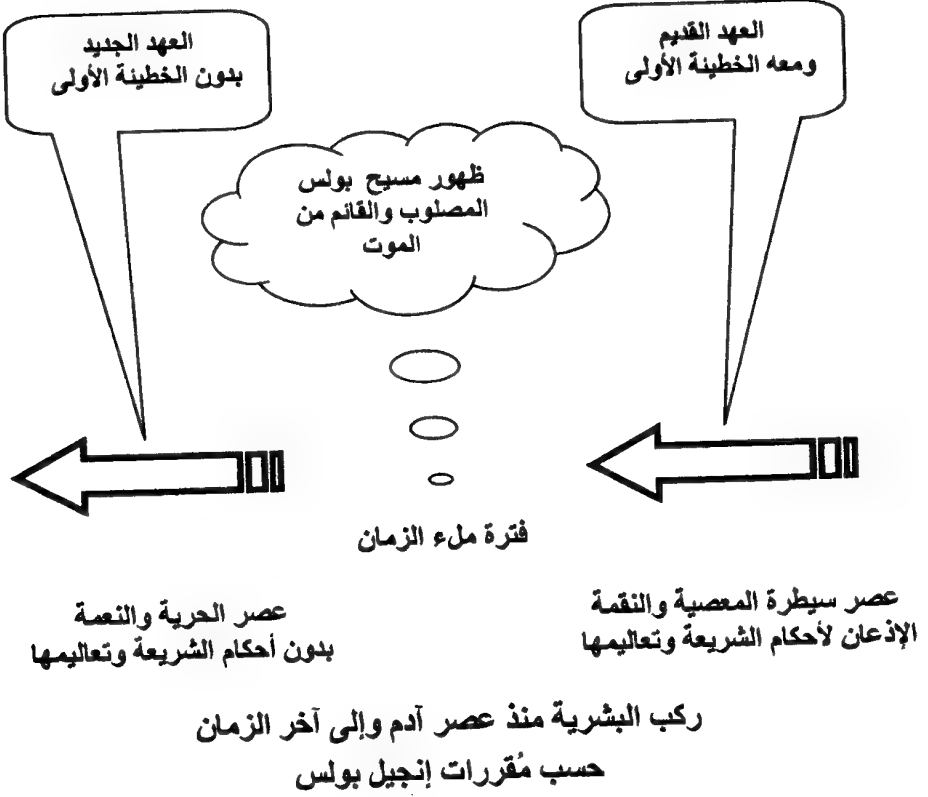 العهد القديم
ومعه الخطيئة الأولى
العهد الجديد
بدون الخطيئة الأولى
ظهور مسيح بولس
المصلوب والقائم من
الموت
فترة ملء الزمان
عصر سيطرة المعصية والنقمة
الإذعان لأحكام الشريعة وتعاليمها
عصر الحرية والنعمة
بدون أحكام الشريعة وتعاليمها
ركب البشرية منذ عصر آدم وإلى آخر الزمان
حسب مُقررات إنجيل بولس